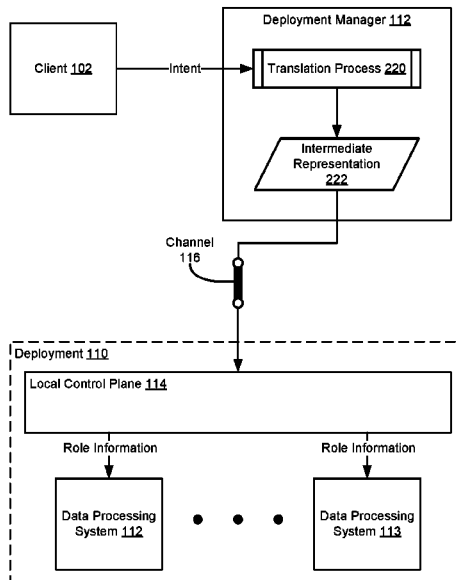 Deployment Manager 112
Client 102
Intent
Translation Process 220
Intermediate
Representation
222
Channel
116
Deployment 110
Local Control Plane 114
Role Information
Role Information
Data Processing
System 112
Data Processing
System 113